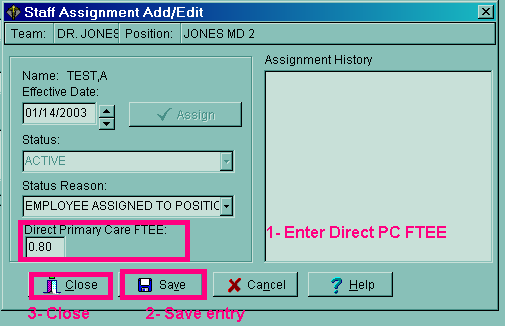 Staff Assignment Add/Edit
Team: DR. JONES Position: JONES MD 2
Assignment History
Name: TEST,A
Effective Date:
01/14/2003 Assign
Status:
ACTIVE
Status Reason:
EMPLOYEE ASSIGNED TO POSITIC
Direct Primary Care FTEE:
0.80
1- Enter Direct PC FTEE
Close Save Cancel Help
3- Close 2- Save entry